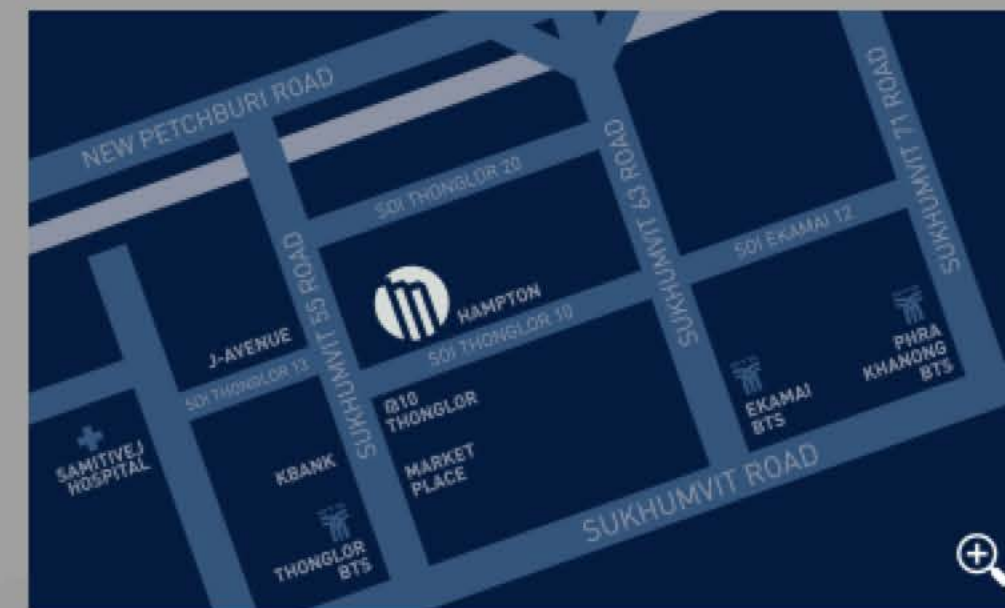 NEW PETCHBURI ROAD
SOI THONGLOR 20
SUKHUMVIT 63 ROAD
SUKHUMVIT 71 ROAD
SOI EKAMAI 12
SUKHUMVIT 55 ROAD
HAMPTON
SOI THONGLOR 10
J-AVENUE
SOI THONGLOR 13
@10
THONGLOR
MARKET
PLACE
SAMITIVEJ
HOSPITAL
KBANK
THONGLOR
BTS
EKAMAI
BTS
PHRA
KHANONG
BTS
SUKHUMVIT ROAD